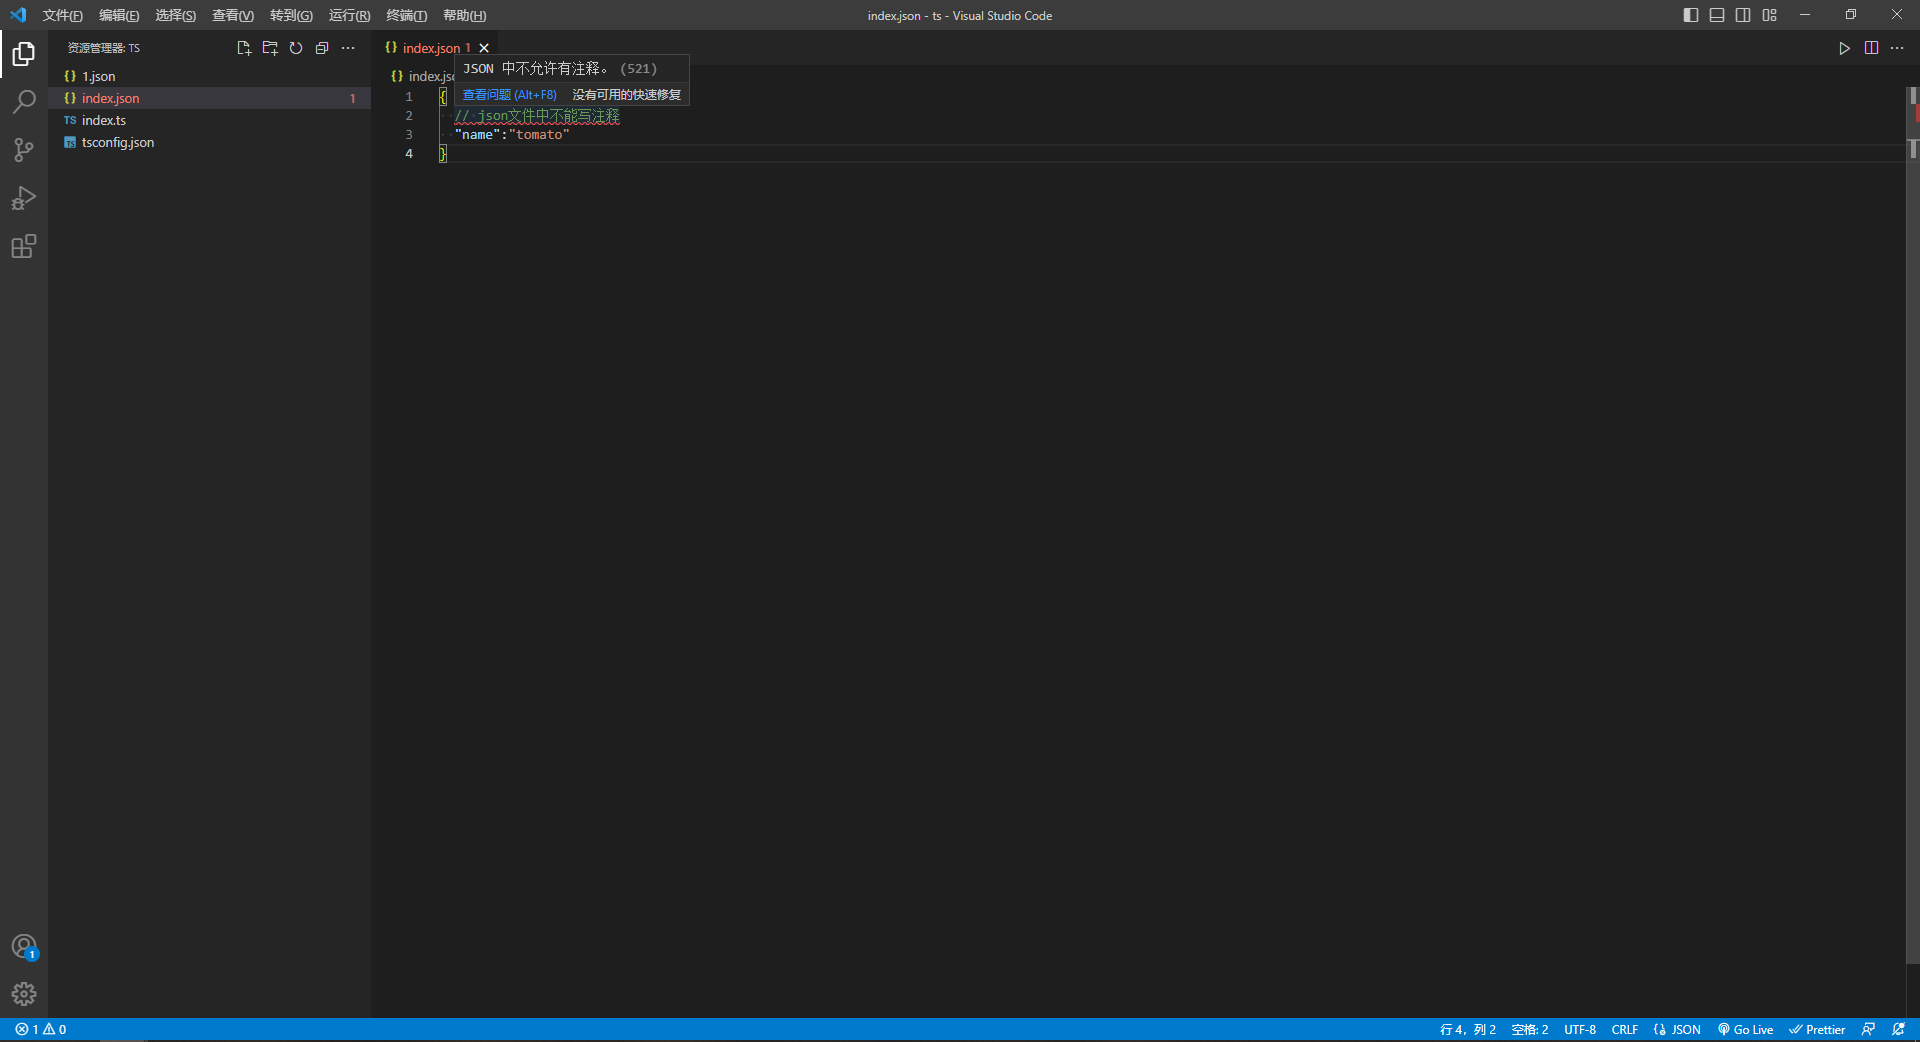 文件(F) 编辑(E) 选择(S) 查看(V) 转到(G) 运行(R) 终端(T) 帮助(H) index.json - ts - Visual Studio Code
资源管理器: TS
1.json
index.json 1
TS index.ts
TS tsconfig.json
index.json 1
index.js
JSON 中不允许有注释。 (521)
查看问题 (Alt+F8) 没有可用的快速修复
1 {
2 // json文件中不能写注释
3 "name":"tomato"
4 }
1
1 0 行 4，列 2 空格: 2 UTF-8 CRLF JSON Go Live Prettier